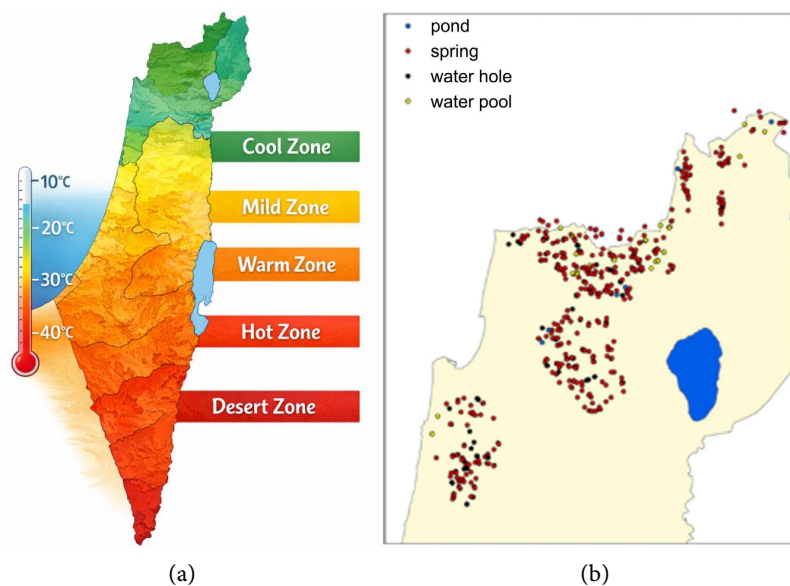 Cool Zone
Mild Zone
Warm Zone
Hot Zone
Desert Zone
10°C
20°C
30°C
40°C
(a)
pond
spring
water hole
water pool
(b)